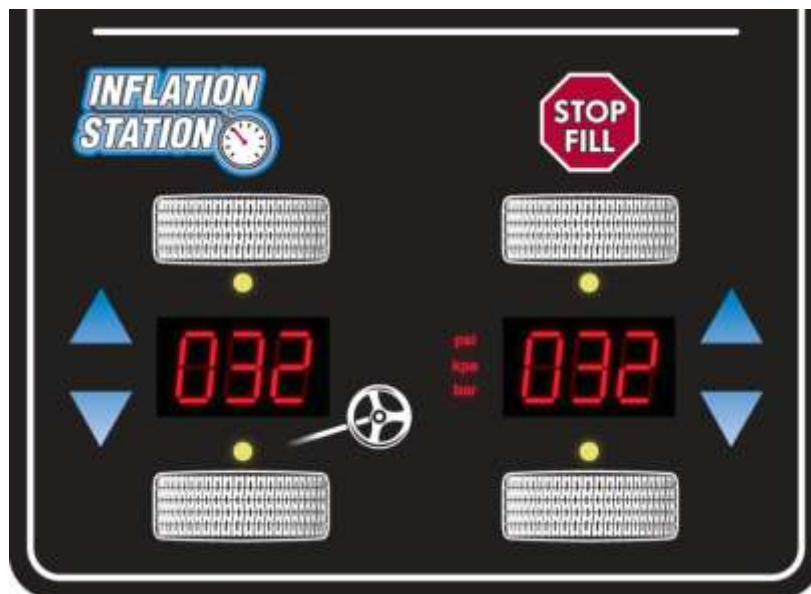 INFLATION
STATION
STOP
FILL
032
psi
kpa
bar
032